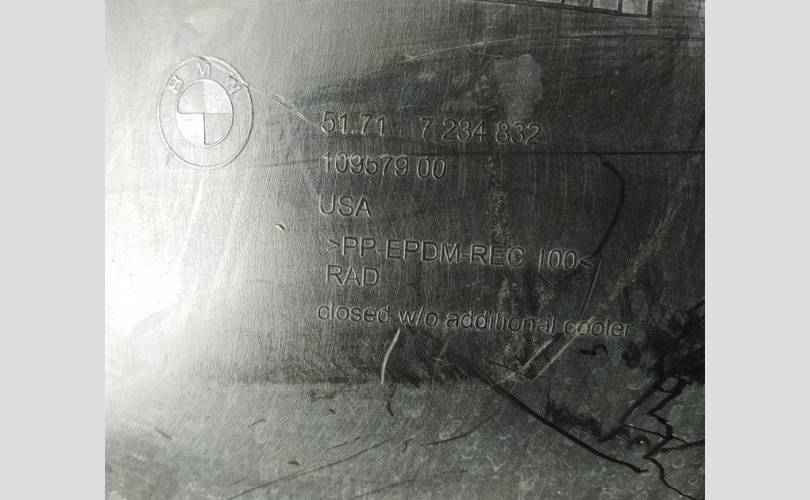 BMW
51.71 7 234 832
109579 00
USA
>PP-EPDM-REC 100<
RAD
closed w/o additional cooler